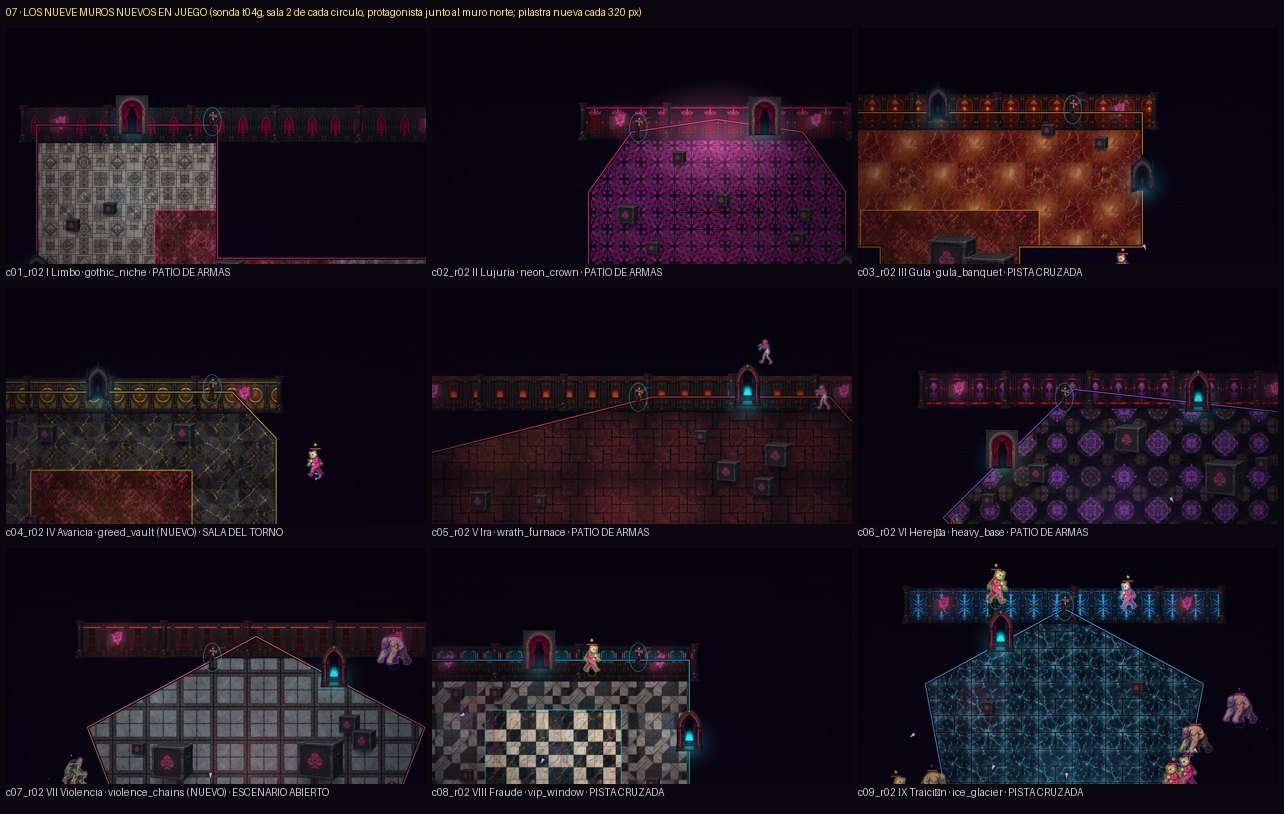 07 · LOS NUEVE MUROS NUEVOS EN JUEGO (sonda t04g, sala 2 de cada circulo, protagonista junto al muro norte; pilastra nueva cada 320 px)
c01_r02 I Limbo · gothic_niche · PATIO DE ARMAS
c02_r02 II Lujuria · neon_crown · PATIO DE ARMAS
c03_r02 III Gula · gula_banquet · PISTA CRUZADA
c04_r02 IV Avaricia · greed_vault (NUEVO) · SALA DEL TORNO
c05_r02 V Ira · wrath_furnace · PATIO DE ARMAS
c06_r02 VI Herej▯a · heavy_base · PATIO DE ARMAS
c07_r02 VII Violencia · violence_chains (NUEVO) · ESCENARIO ABIERTO
c08_r02 VIII Fraude · vip_window · PISTA CRUZADA
c09_r02 IX Traici▯n · ice_glacier · PISTA CRUZADA